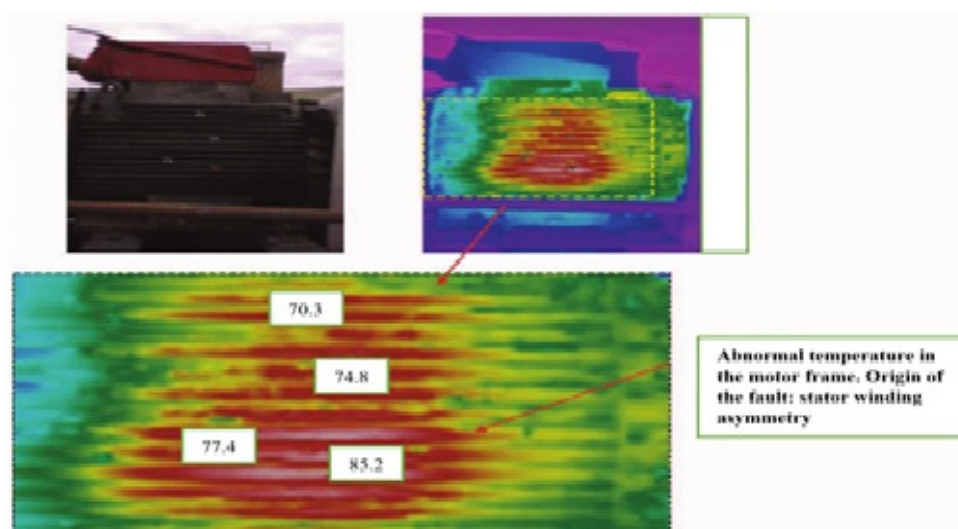 70.3
74.8
77.4
85.2
Abnormal temperature in
the motor frame. Origin of
the fault: stator winding
asymmetry